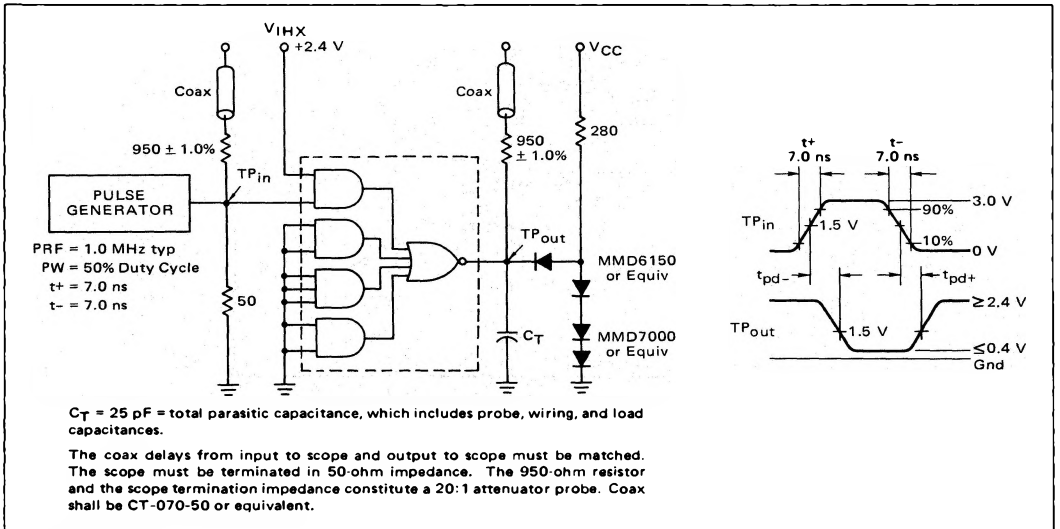 VIHX
+2.4 V
VCC
Coax
Coax
280
950 ± 1.0%
950
± 1.0%
TPin
PULSE
GENERATOR
PRF = 1.0 MHz typ
PW = 50% Duty Cycle
t+ = 7.0 ns
t– = 7.0 ns
50
TPout
MMD6150
or Equiv
CT
MMD7000
or Equiv
t+
7.0 ns
t–
7.0 ns
3.0 V
90%
TPin
1.5 V
10%
0 V
tpd–
tpd+
≥2.4 V
TPout
1.5 V
≤0.4 V
Gnd
CT = 25 pF = total parasitic capacitance, which includes probe, wiring, and load
capacitances.
The coax delays from input to scope and output to scope must be matched.
The scope must be terminated in 50-ohm impedance. The 950-ohm resistor
and the scope termination impedance constitute a 20:1 attenuator probe. Coax
shall be CT-070-50 or equivalent.